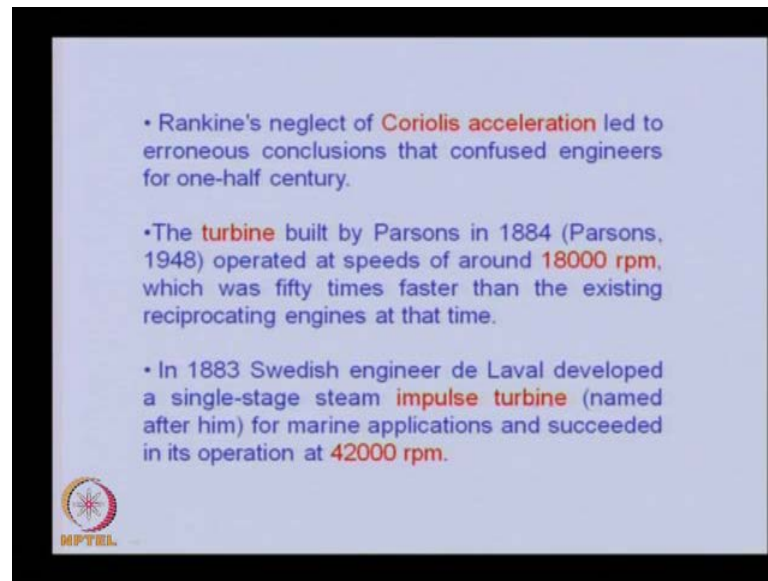 • Rankine's neglect of Coriolis acceleration led to
erroneous conclusions that confused engineers
for one-half century.
•The turbine built by Parsons in 1884 (Parsons,
1948) operated at speeds of around 18000 rpm,
which was fifty times faster than the existing
reciprocating engines at that time.
• In 1883 Swedish engineer de Laval developed
a single-stage steam impulse turbine (named
after him) for marine applications and succeeded
in its operation at 42000 rpm.
NPTEL